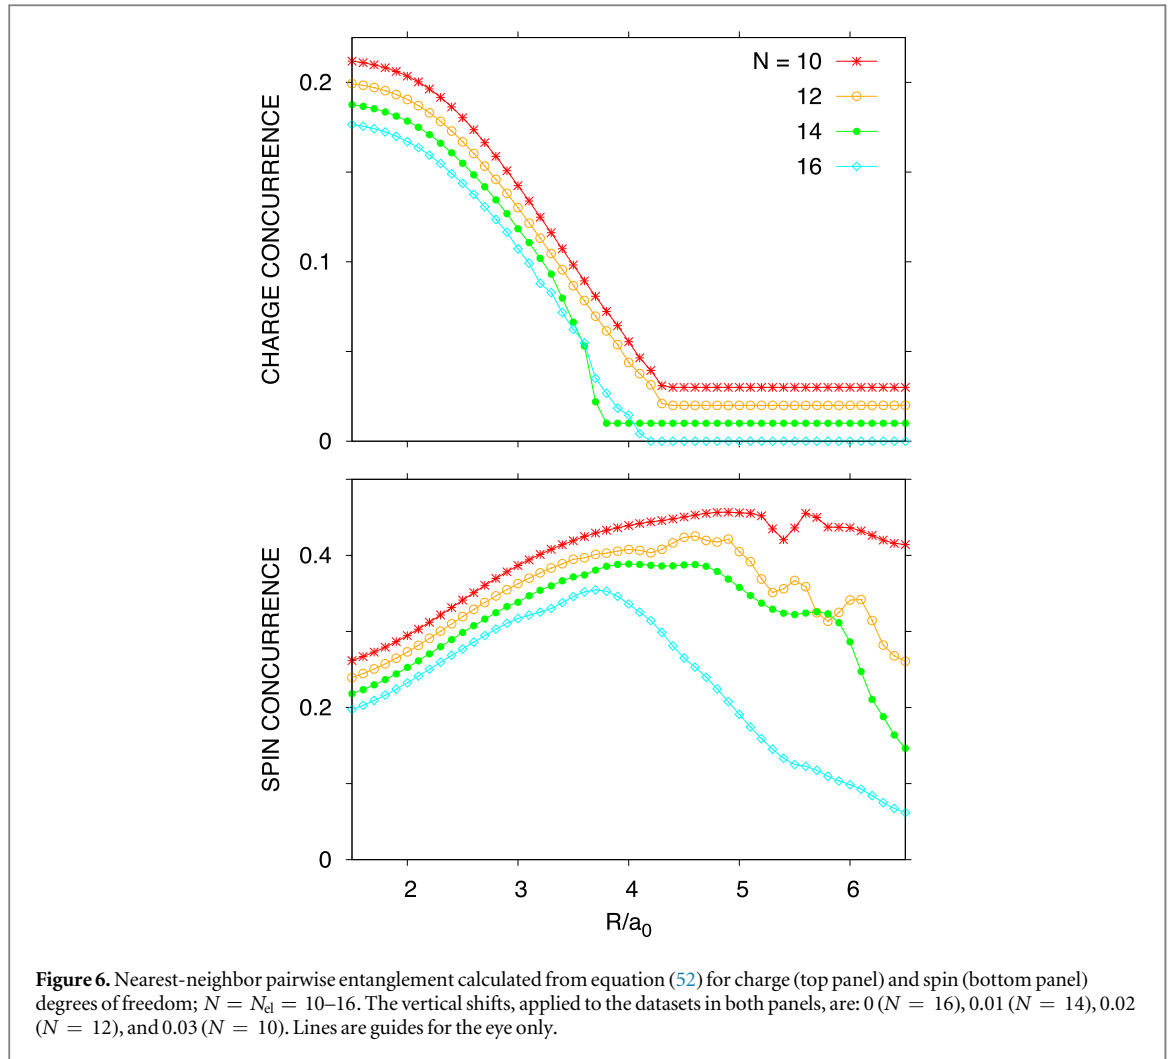 N = 10
12
14
16
0.2
0.1
0
CHARGE CONCURRENCE
0.4
0.2
0
SPIN CONCURRENCE
2 3 4 5 6
R/a0
Figure 6. Nearest-neighbor pairwise entanglement calculated from equation (52) for charge (top panel) and spin (bottom panel)
degrees of freedom; N = Nel = 10–16. The vertical shifts, applied to the datasets in both panels, are: 0 (N = 16), 0.01 (N = 14), 0.02
(N = 12), and 0.03 (N = 10). Lines are guides for the eye only.